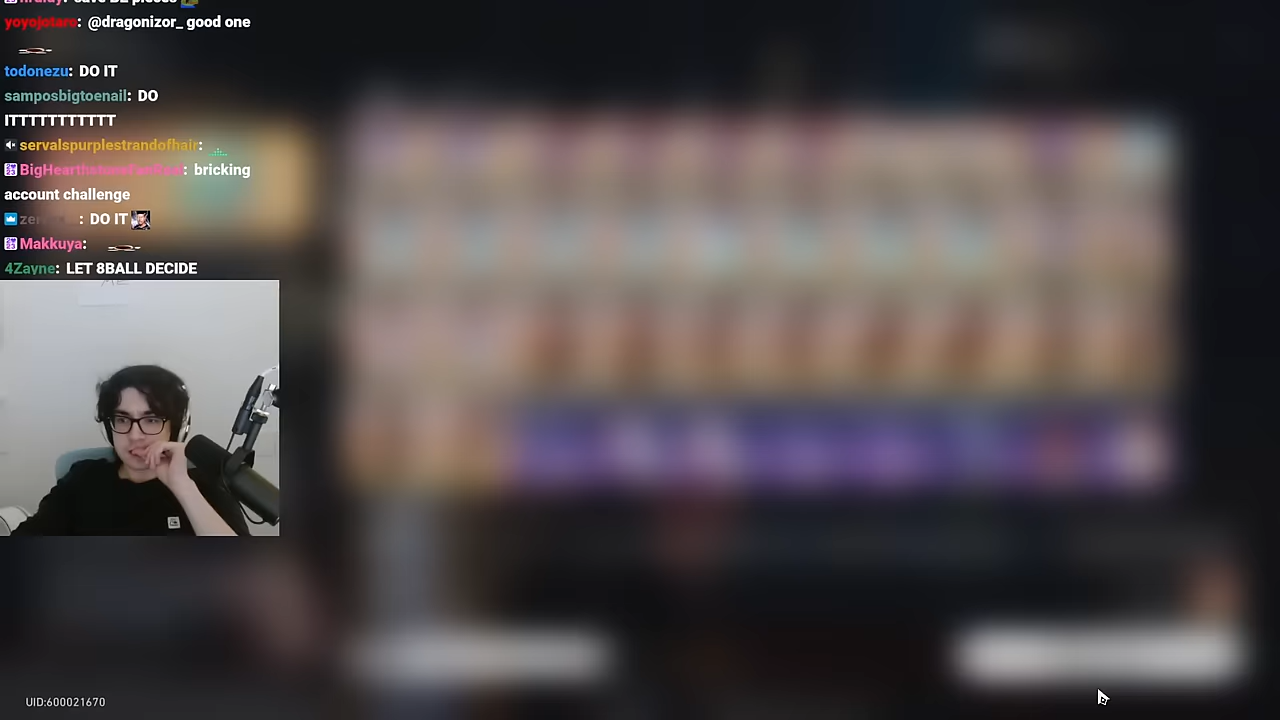 yoyojotaro: @dragonizor_ good one
todonezu: DO IT
samposbigtoenail: DO
ITTTTTTTTTTT
servalspurplestrandofhair:
: bricking
account challenge
: DO IT
Makkuya:
4Zayne: LET 8BALL DECIDE
UID:600021670